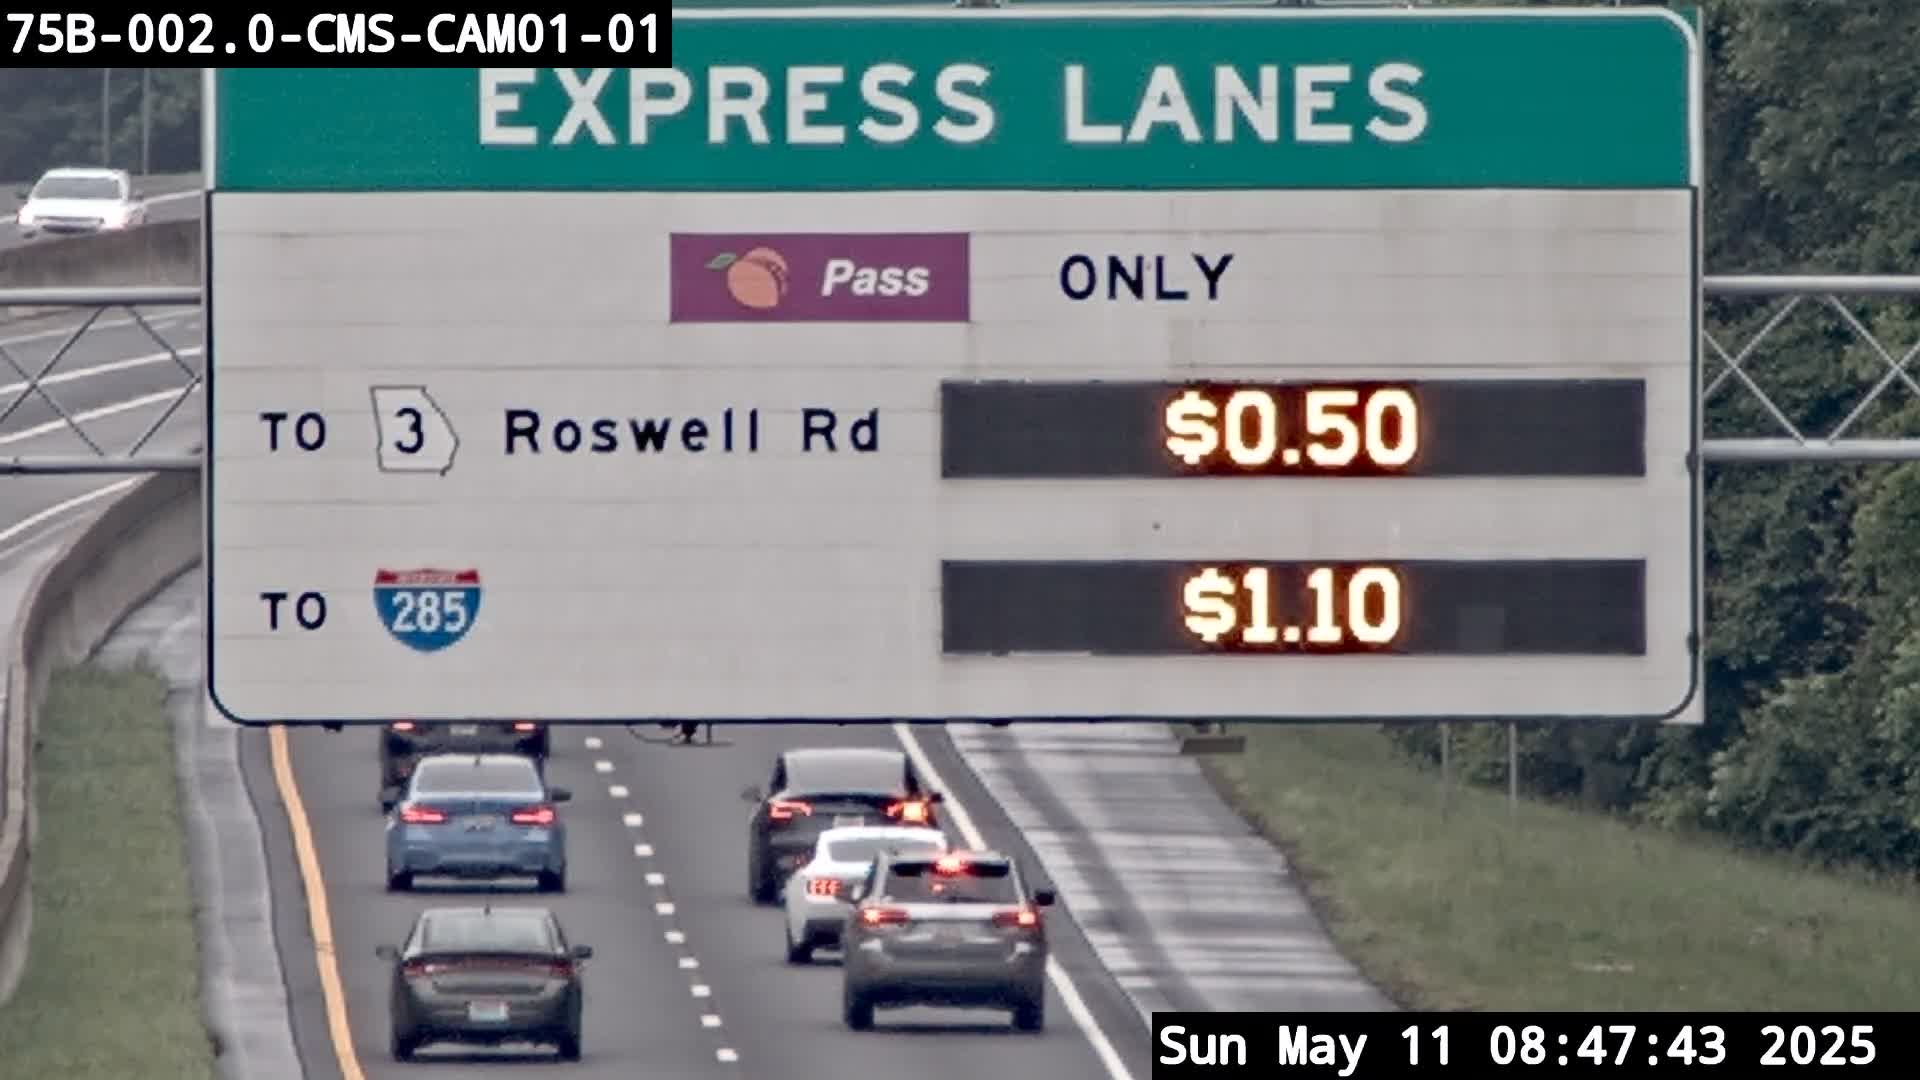 75B-002.0-CMS-CAM01-01
EXPRESS LANES
Pass ONLY
TO 3 Roswell Rd $0.50
TO 285 $1.10
Sun May 11 08:47:43 2025